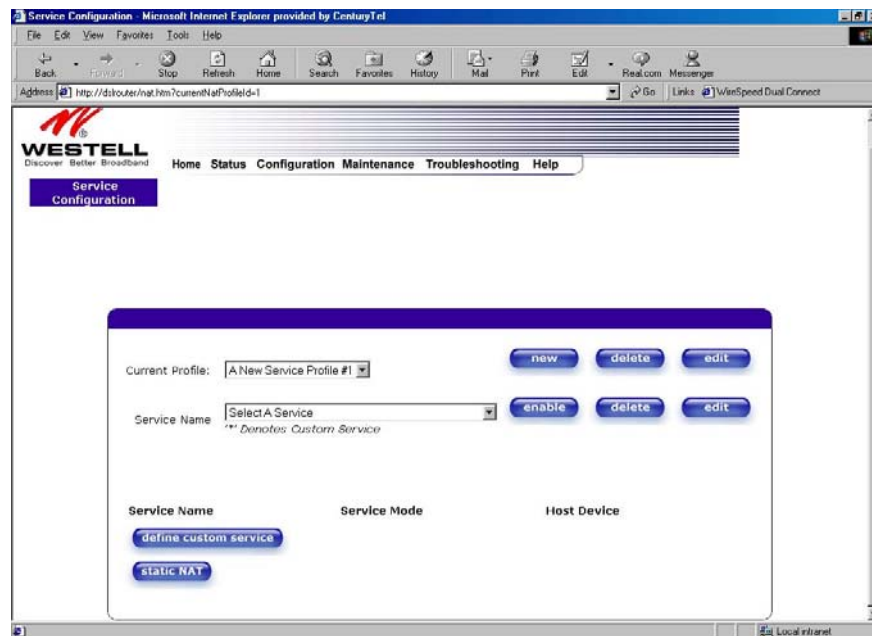 Service Configuration - Microsoft Internet Explorer provided by CenturyTel
File Edit View Favorites Tools Help
Back Forward Stop Refresh Home Search Favorites History Mail Print Edit Real.com Messenger
Address http://dslrouter/nat.htm?currentNatProfileId=1 Go Links WireSpeed Dual Connect
WESTELL ®
Discover Better Broadband
Home Status Configuration Maintenance Troubleshooting Help
Service
Configuration
new delete edit
Current Profile: A New Service Profile #1
enable delete edit
Service Name Select A Service
'*' Denotes Custom Service
Service Name Service Mode Host Device
define custom service
static NAT
Local intranet